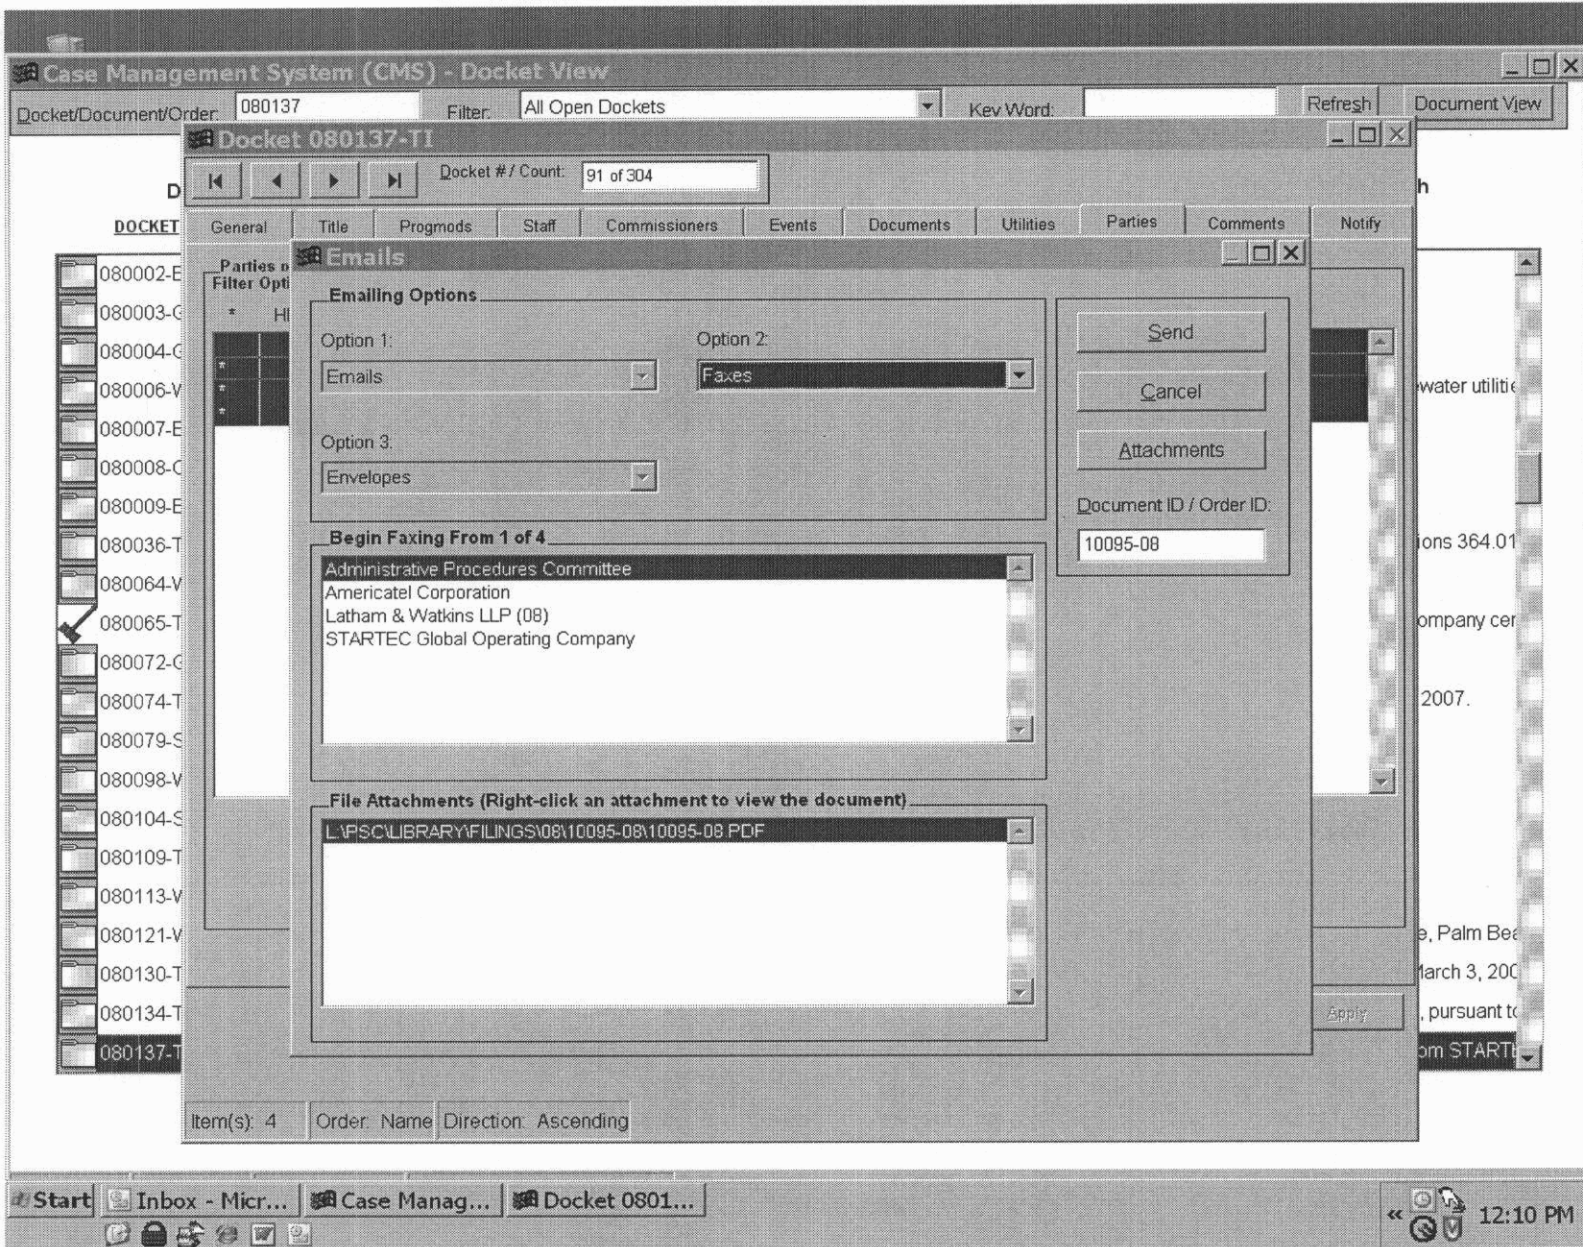 Case Management System (CMS) - Docket View
Docket/Document/Order: 080137 Filter: All Open Dockets Key Word: Refresh Document View
Docket 080137-TI
Docket # / Count: 91 of 304
DOCKET
General Title Progmods Staff Commissioners Events Documents Utilities Parties Comments Notify
Parties o
Filter Opti
Emails
Emailing Options
Option 1:
Emails
Option 2:
Faxes
Option 3.
Envelopes
Send
Cancel
Attachments
Document ID / Order ID:
10095-08
Begin Faxing From 1 of 4
Administrative Procedures Committee
Americatel Corporation
Latham & Watkins LLP (08)
STARTEC Global Operating Company
File Attachments (Right-click an attachment to view the document)
L:\PSC\LIBRARY\FILINGS\08\10095-08\10095-08.PDF
080002-E
080003-G
080004-G
080006-W
water utilitie
080007-E
080008-O
080009-E
080036-T
ions 364.01
080064-W
080065-T
ompany cer
080072-G
080074-T
2007.
080079-S
080098-W
080104-S
080109-T
080113-W
080121-W
e, Palm Bea
080130-T
March 3, 200
080134-T
, pursuant to
Apply
080137-T
om STARTE
Item(s): 4 Order: Name Direction: Ascending
Start Inbox - Micr... Case Manag... Docket 0801... « 12:10 PM